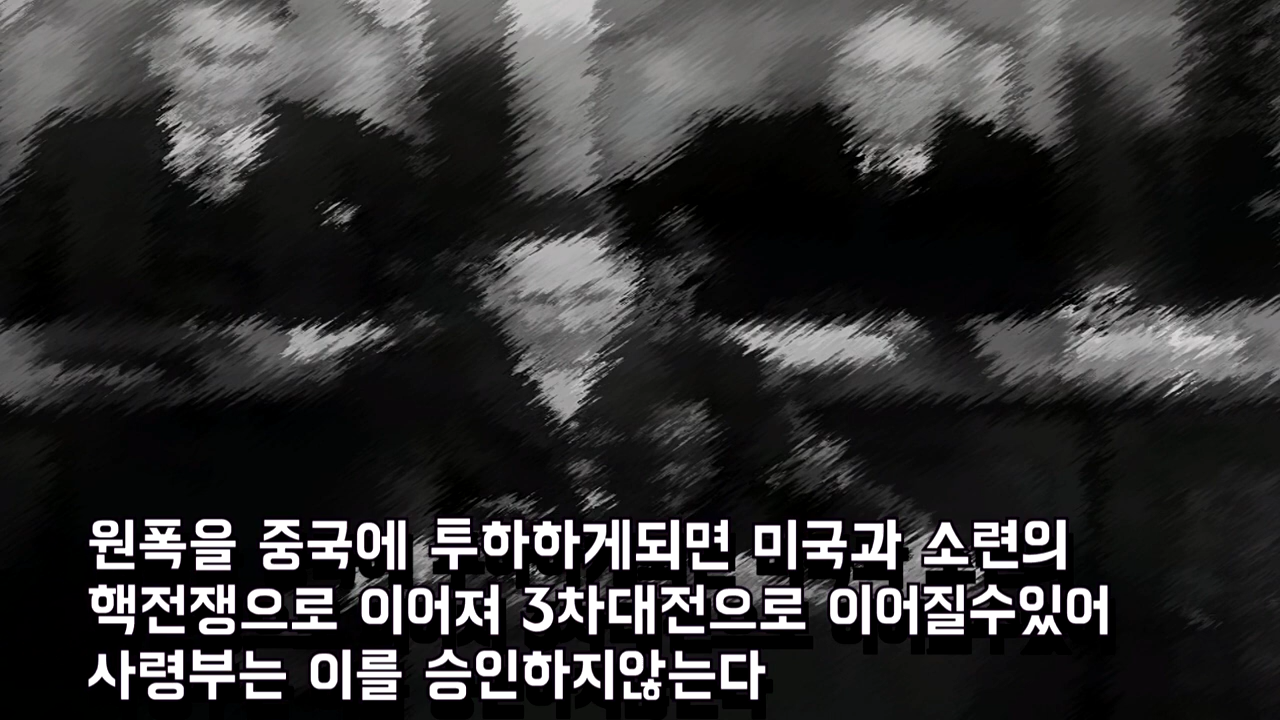 원폭을 중국에 투하하게되면 미국과 소련의
핵전쟁으로 이어져 3차대전으로 이어질수있어
사령부는 이를 승인하지않는다